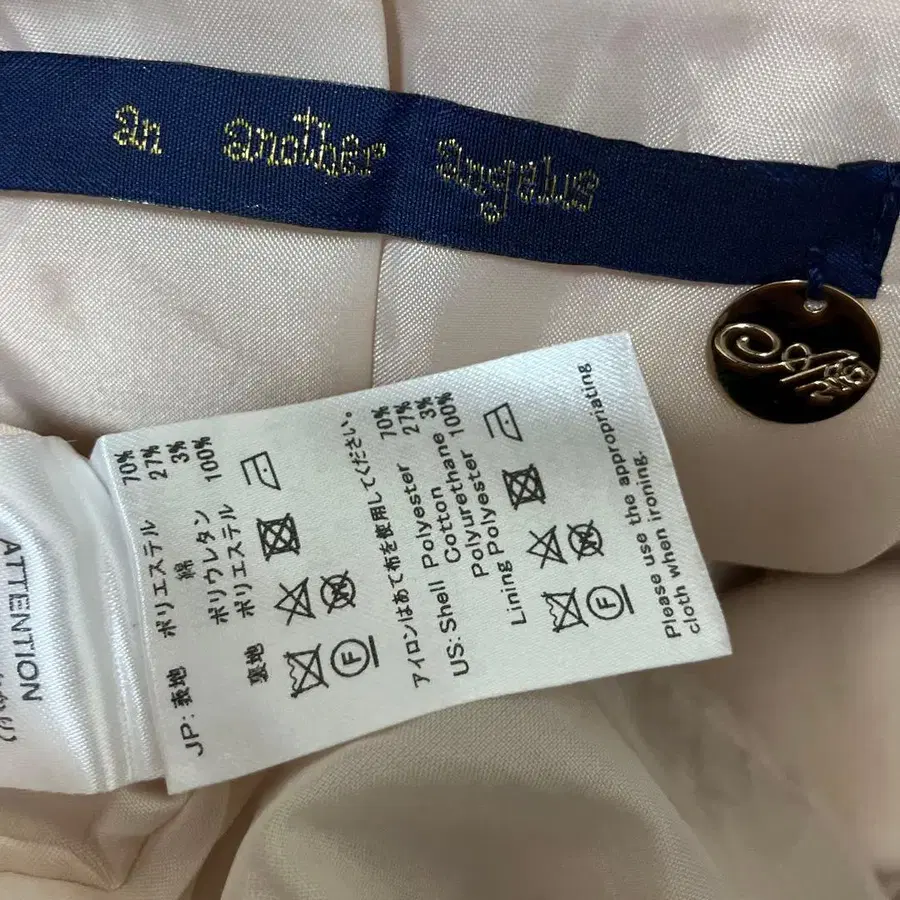 an another angelus
JP: 表地 ポリエステル 70%
綿 27%
ポリウレタン 3%
裏地 ポリエステル 100%
F
アイロンはあて布を使用してください。
US: Shell Polyester 70%
Cotton 27%
Polyurethane 3%
Lining Polyester 100%
F
Please use the appropriating
cloth when ironing.
ATTENTION